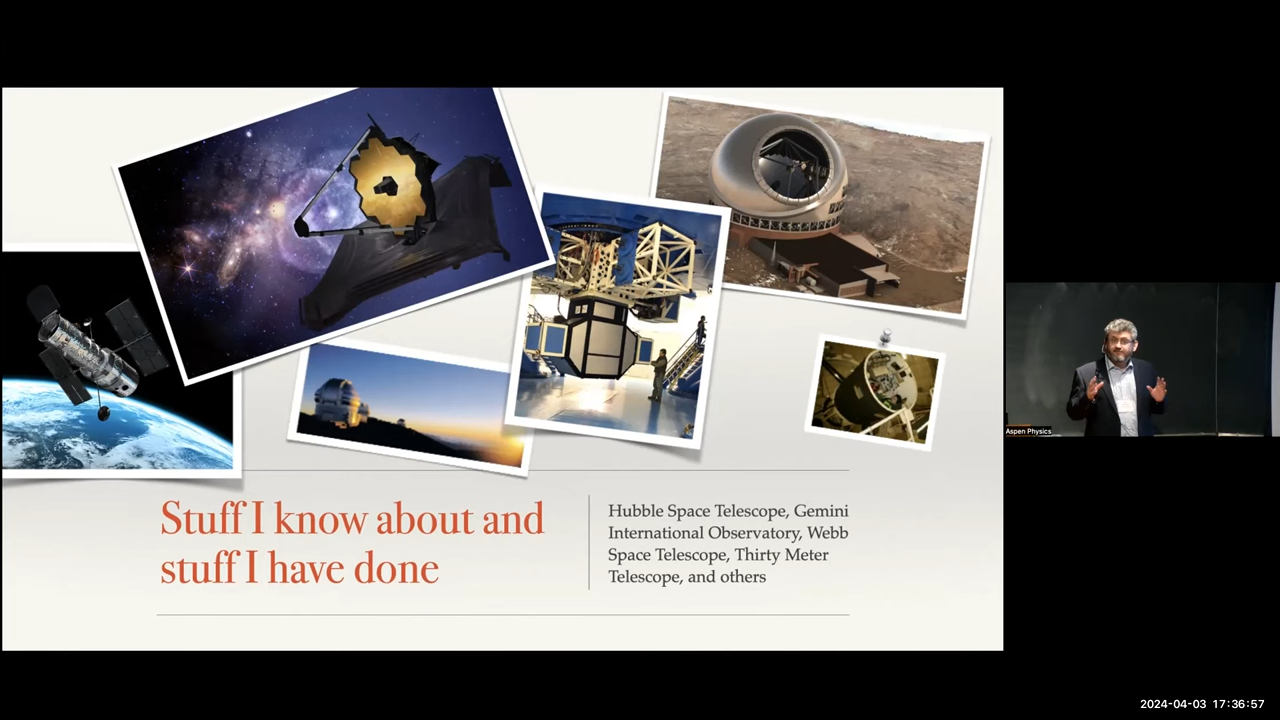 Stuff I know about and
stuff I have done
Hubble Space Telescope, Gemini
International Observatory, Webb
Space Telescope, Thirty Meter
Telescope, and others
Aspen Physics
2024-04-03 17:36:57